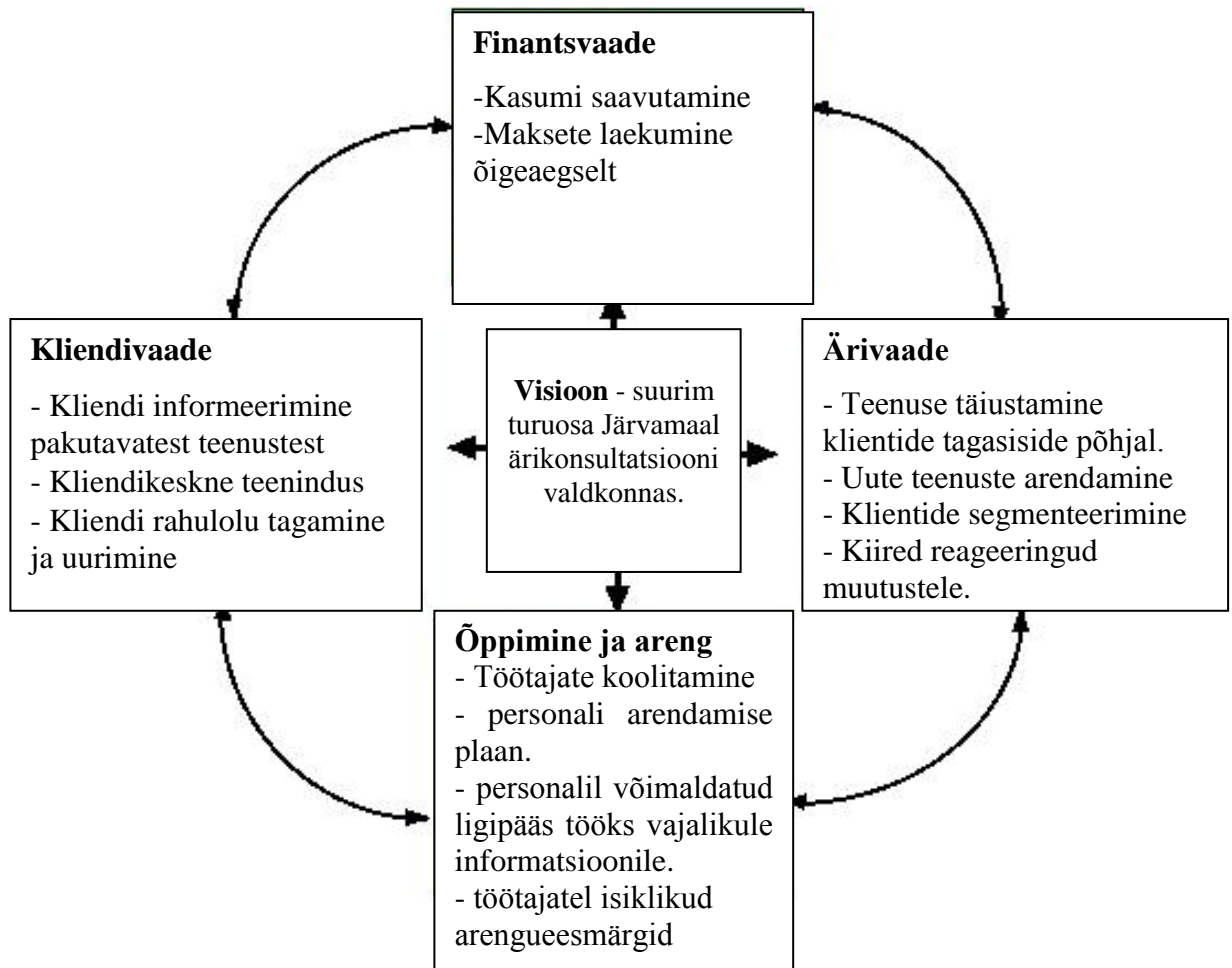 Finantsvaade
-Kasumi saavutamine
-Maksete laekumine
õigeaegselt
Kliendivaade
- Kliendi informeerimine
pakutavatest teenustest
- Kliendikeskne teenindus
- Kliendi rahulolu tagamine
ja uurimine
Visioon - suurim
turuosa Järvamaal
ärikonsultatsiooni
valdkonnas.
Ärivaade
- Teenuse täiustamine
klientide tagasiside põhjal.
- Uute teenuste arendamine
- Klientide segmenteerimine
- Kiired reageeringud
muutustele.
Õppimine ja areng
- Töötajate koolitamine
- personali arendamise
plaan.
- personalil võimaldatud
ligipääs tööks vajalikule
informatsioonile.
- töötajatel isiklikud
arengueesmärgid